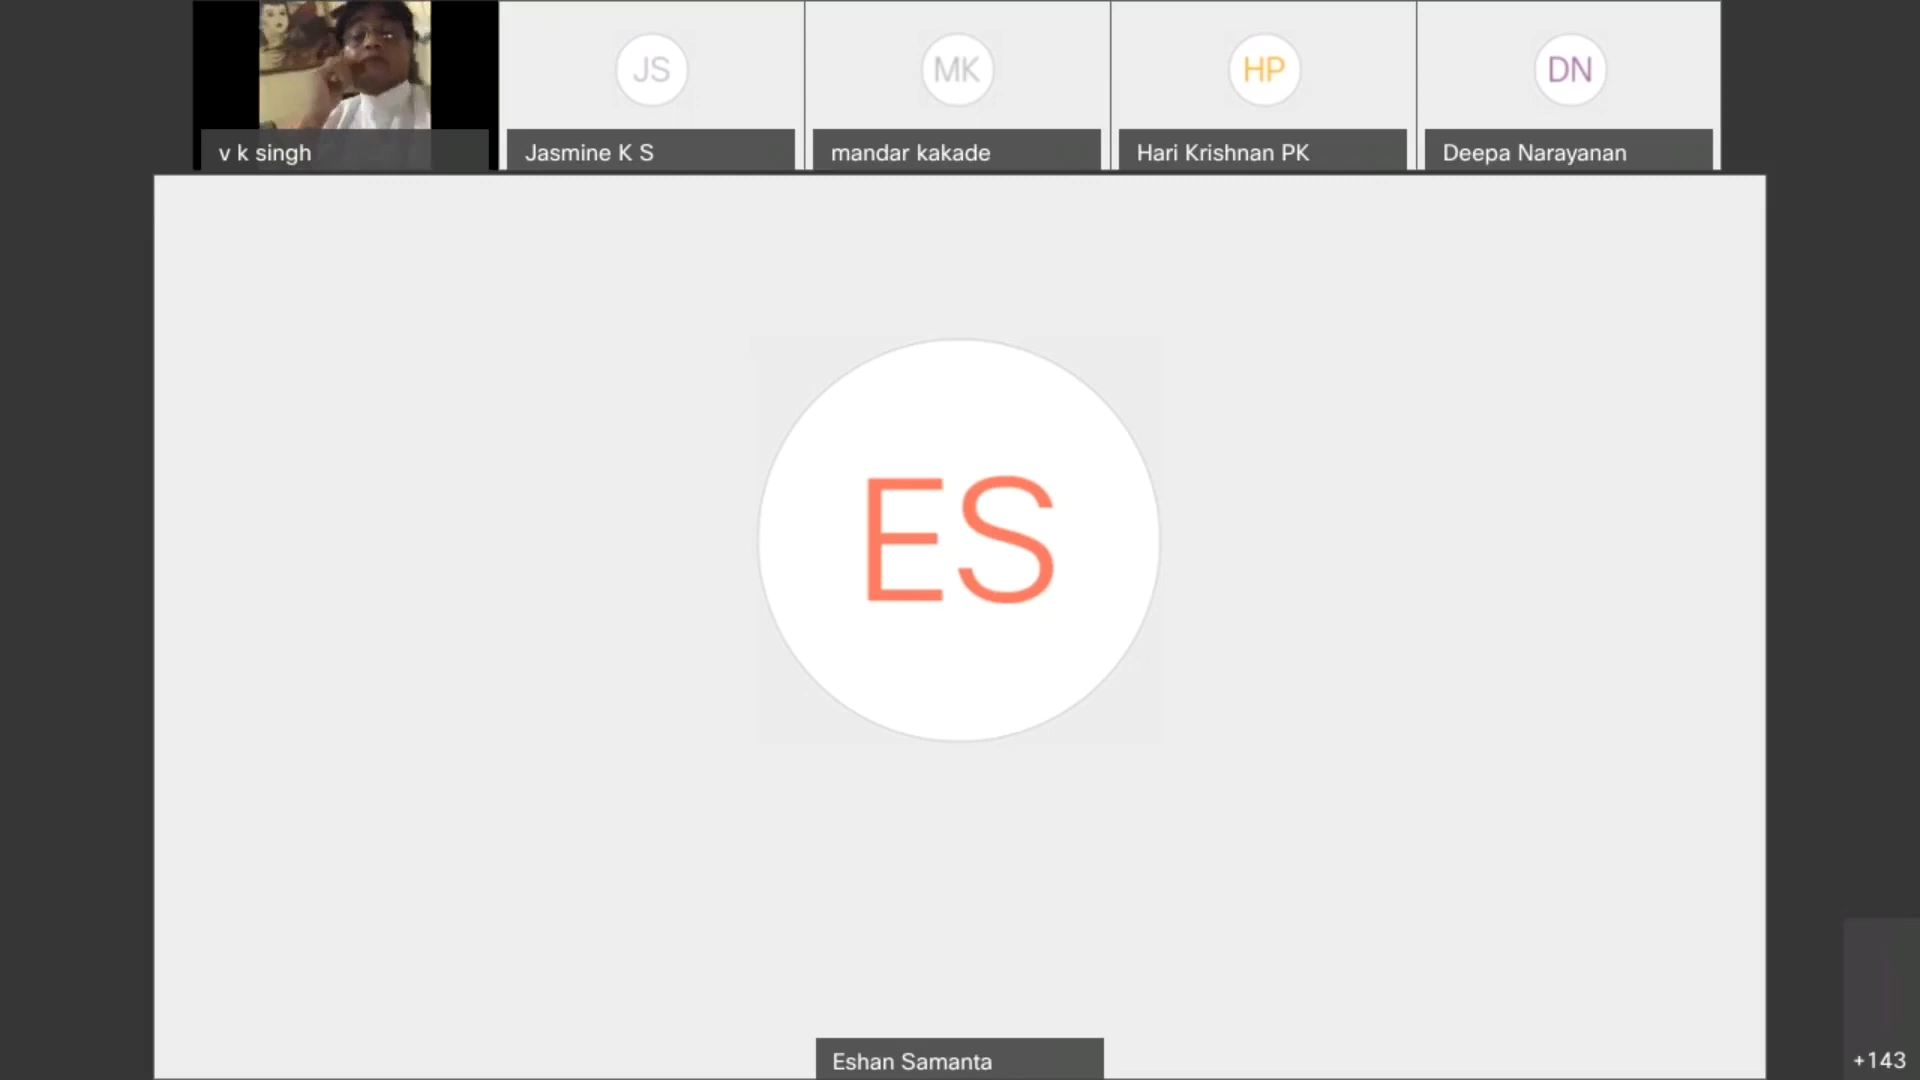 JS
MK
HP
DN
v k singh
Jasmine K S
mandar kakade
Hari Krishnan PK
Deepa Narayanan
ES
Eshan Samanta
+143